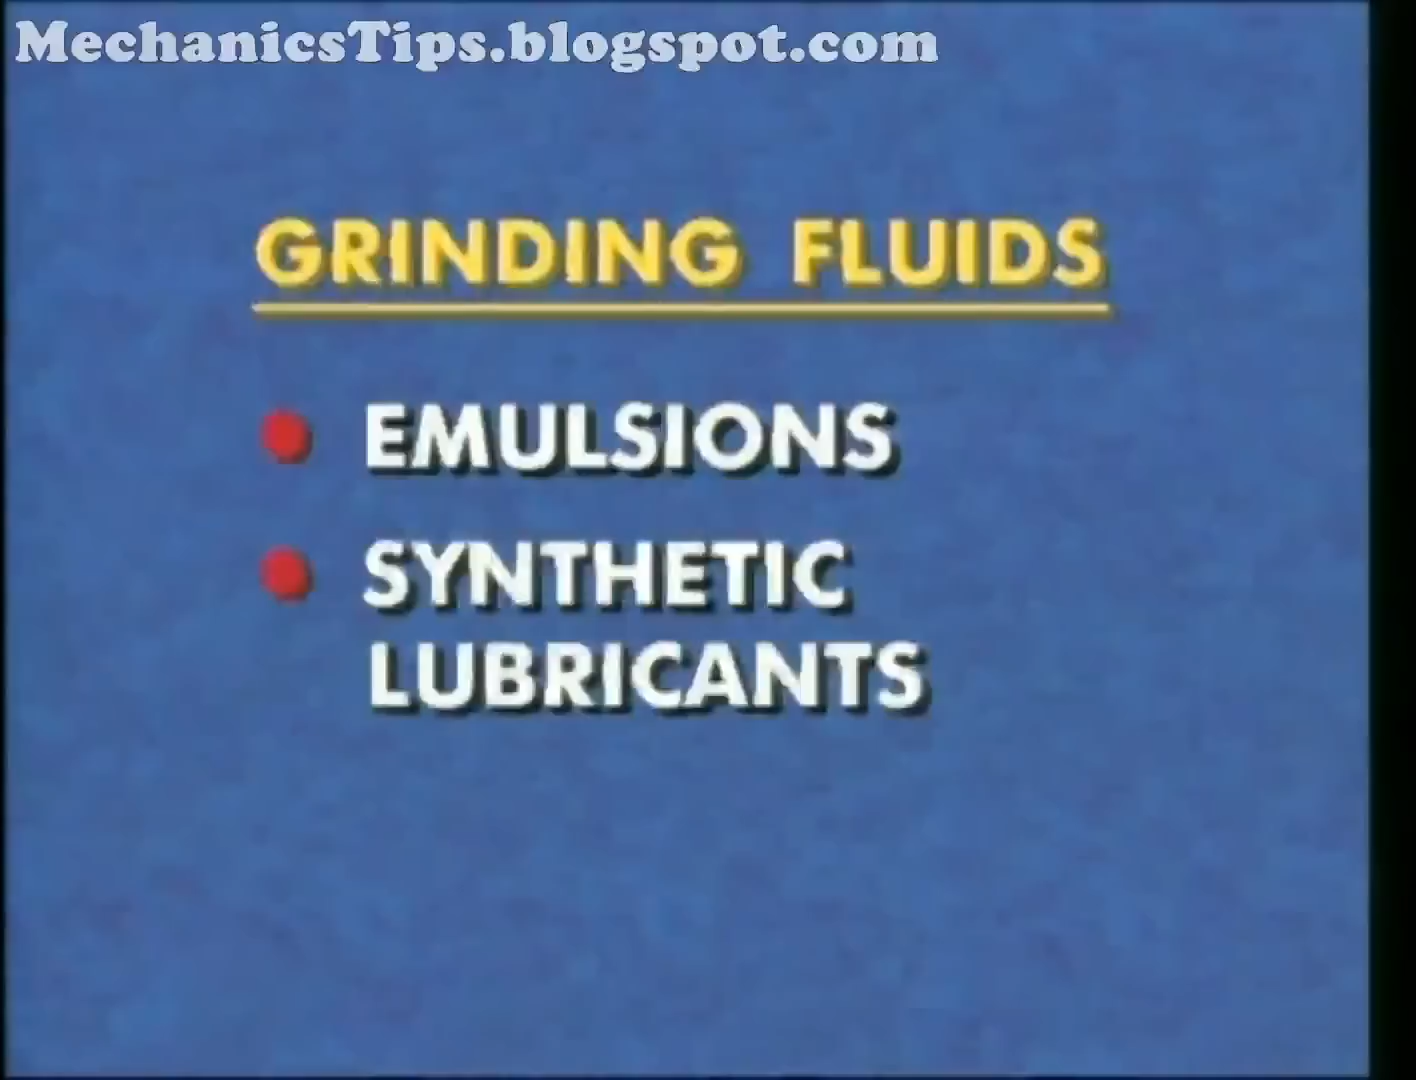 MechanicsTips.blogspot.com
GRINDING FLUIDS
EMULSIONS
SYNTHETIC
LUBRICANTS